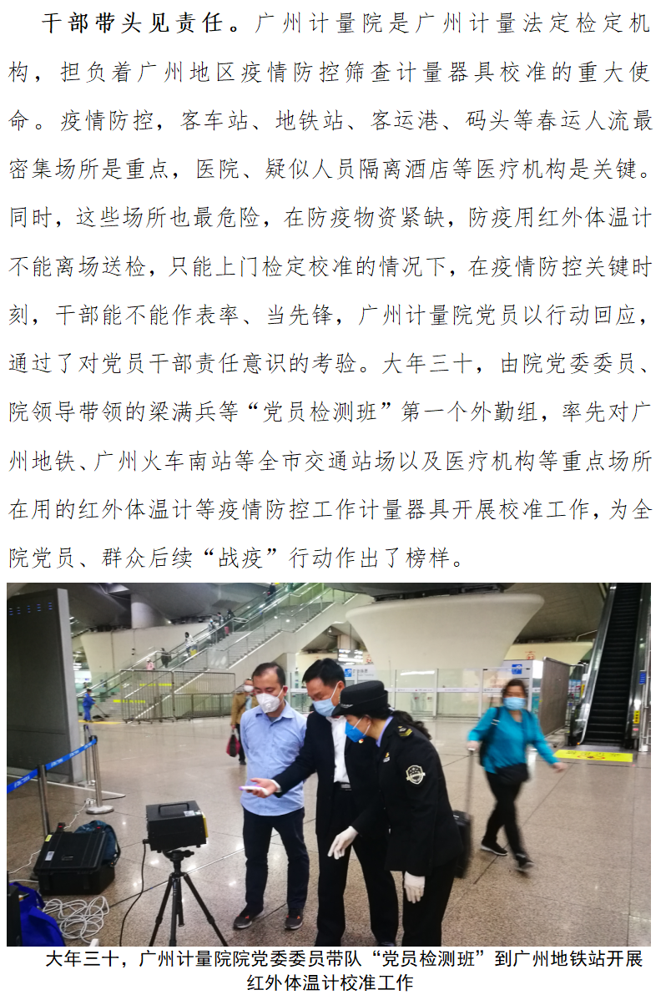 干部带头见责任。广州计量院是广州计量法定检定机
构，担负着广州地区疫情防控筛查计量器具校准的重大使
命。疫情防控，客车站、地铁站、客运港、码头等春运人流最
密集场所是重点，医院、疑似人员隔离酒店等医疗机构是关键。
同时，这些场所也最危险，在防疫物资紧缺，防疫用红外体温计
不能离场送检，只能上门检定校准的情况下，在疫情防控关键时
刻，干部能不能作表率、当先锋，广州计量院党员以行动回应，
通过了对党员干部责任意识的考验。大年三十，由院党委委员、
院领导带领的梁满兵等“党员检测班”第一个外勤组，率先对广
州地铁、广州火车南站等全市交通站场以及医疗机构等重点场所
在用的红外体温计等疫情防控工作计量器具开展校准工作，为全
院党员、群众后续“战疫”行动作出了榜样。
大年三十，广州计量院院党委委员带队“党员检测班”到广州地铁站开展
红外体温计校准工作